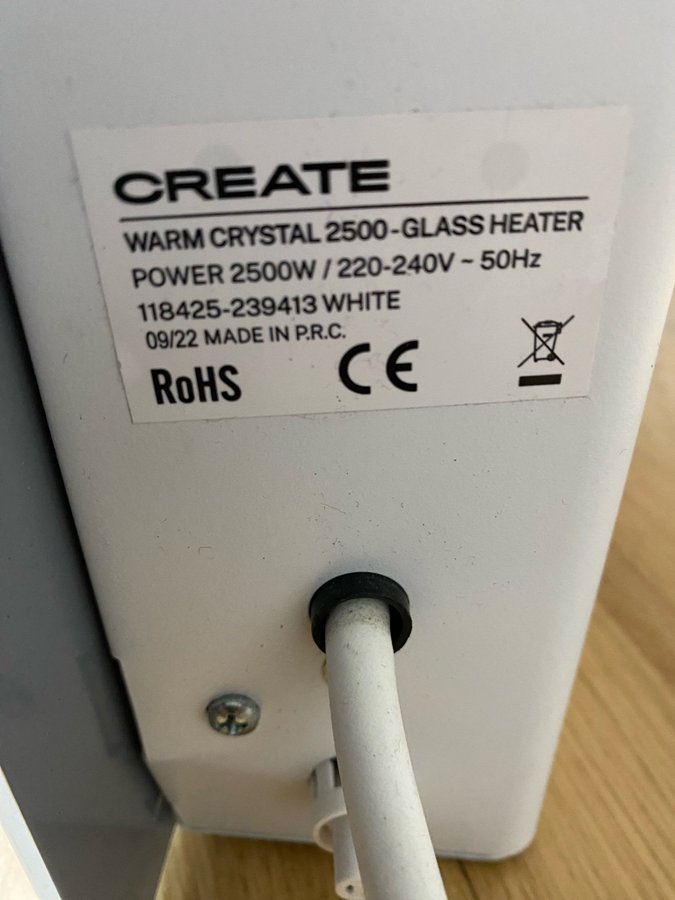 CREATE
WARM CRYSTAL 2500-GLASS HEATER
POWER 2500W / 220-240V ~ 50Hz
118425-239413 WHITE
09/22 MADE IN P.R.C.
RoHS CE